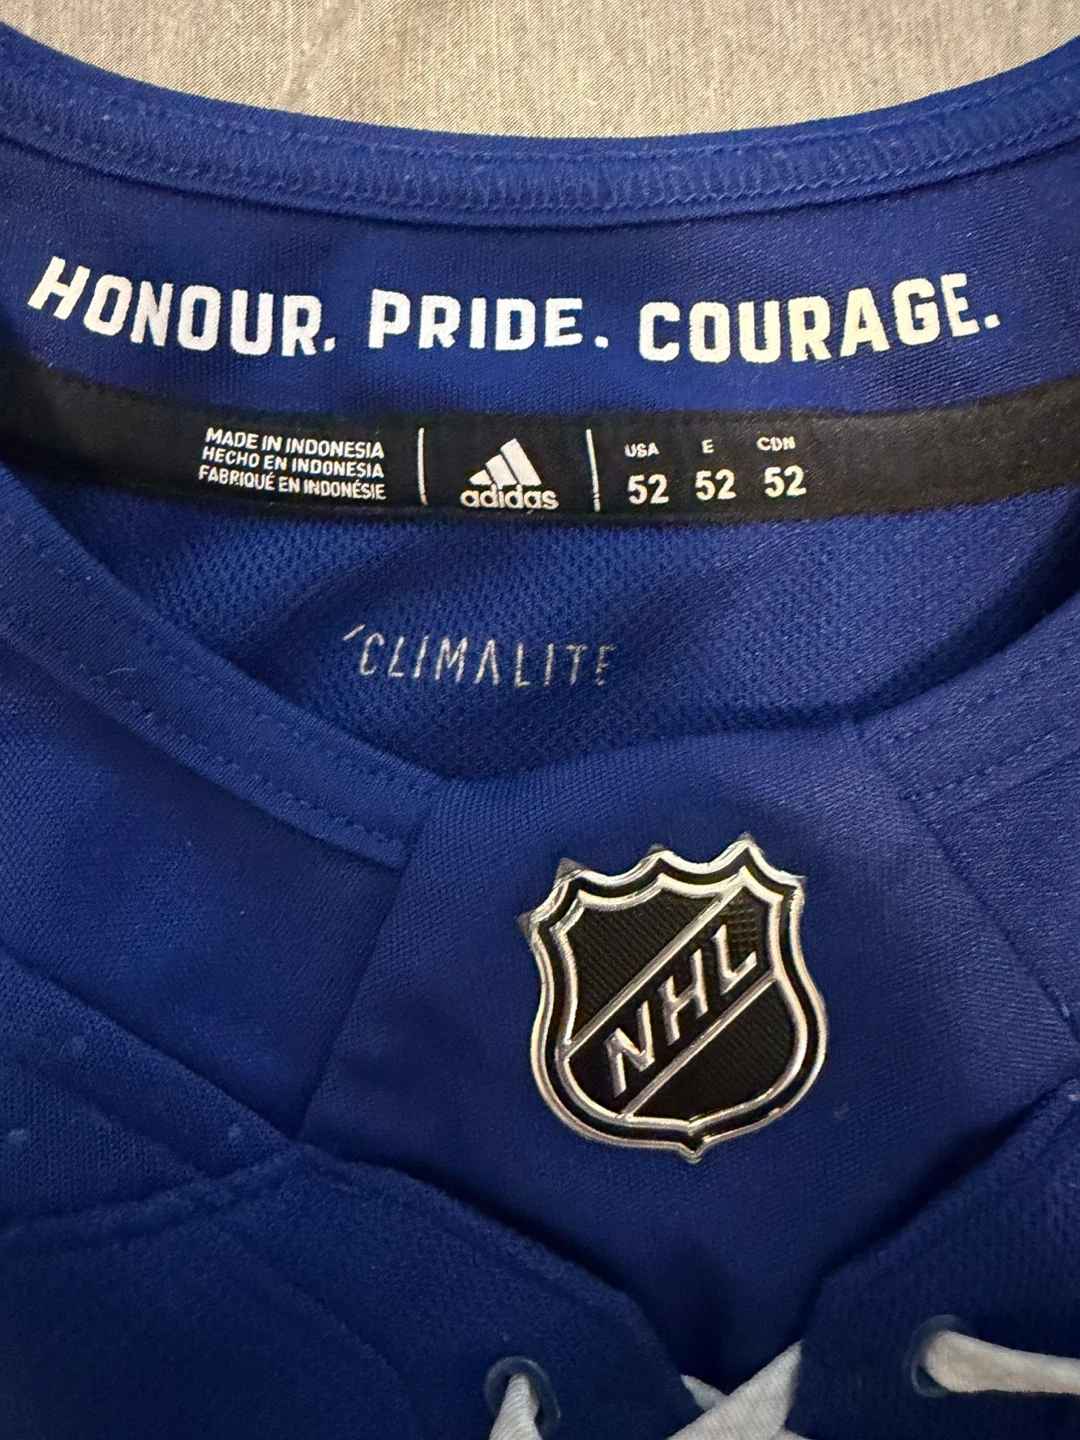 HONOUR. PRIDE. COURAGE.
MADE IN INDONESIA
HECHO EN INDONESIA
FABRIQUÉ EN INDONÉSIE
adidas
USA E CDN
52 52 52
CLIMALITE
NHL